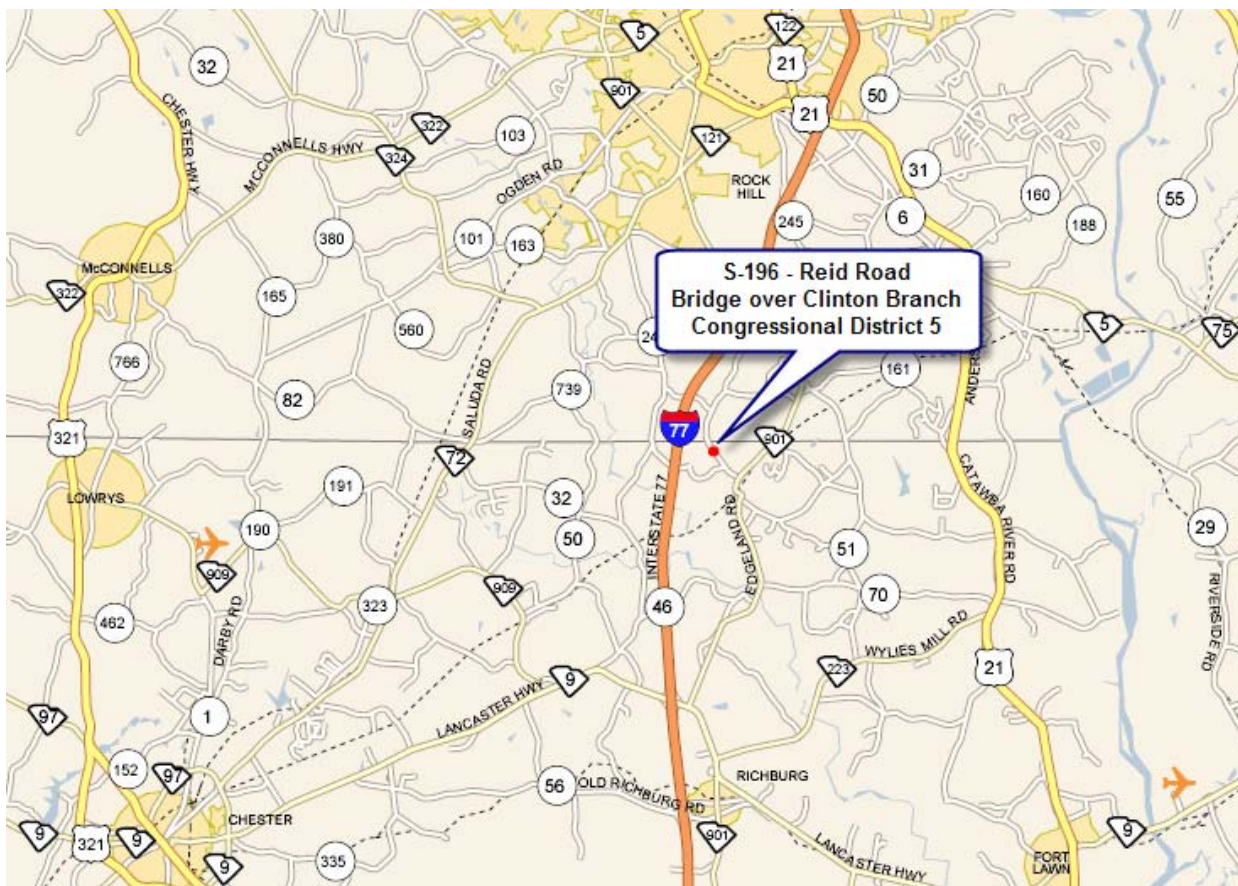 122
5
32
21
901
50
21
322
103
121
CHESTER HWY
MCCONNELLS HWY
324
31
OGDEN RD
ROCK HILL
160
55
6
245
188
380
101
163
McCONNELLS
S-196 - Reid Road
Bridge over Clinton Branch
Congressional District 5
322
165
560
5
75
766
SALUDA RD
161
739
82
321
77
901
72
LOWRYS
191
32
INTERSTATE 77
EDGELAND RD
CATAWBA RIVER RD
190
50
51
29
909
909
70
323
46
462
DARBY RD
RIVERSIDE RD
WYLIES MILL RD
223
21
9
LANCASTER HWY
97
1
152
97
56
OLD RICHBURG RD
RICHBURG
CHESTER
9
321
9
901
9
LANCASTER HWY
335
9
FORT LAWN